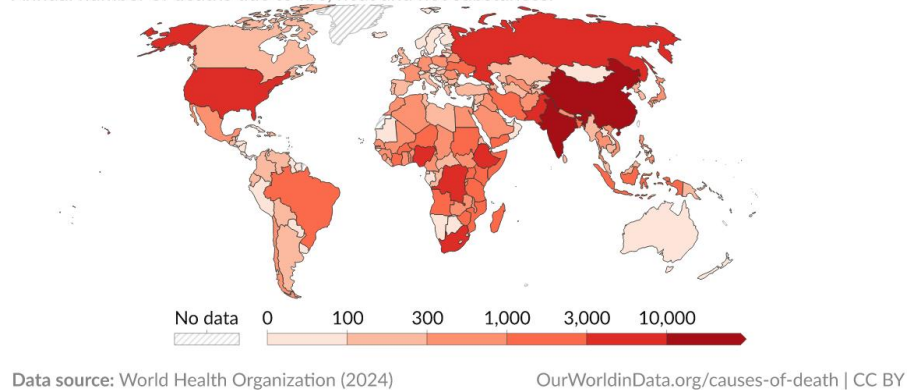 No data 0 100 300 1,000 3,000 10,000
Data source: World Health Organization (2024) OurWorldinData.org/causes-of-death | CC BY